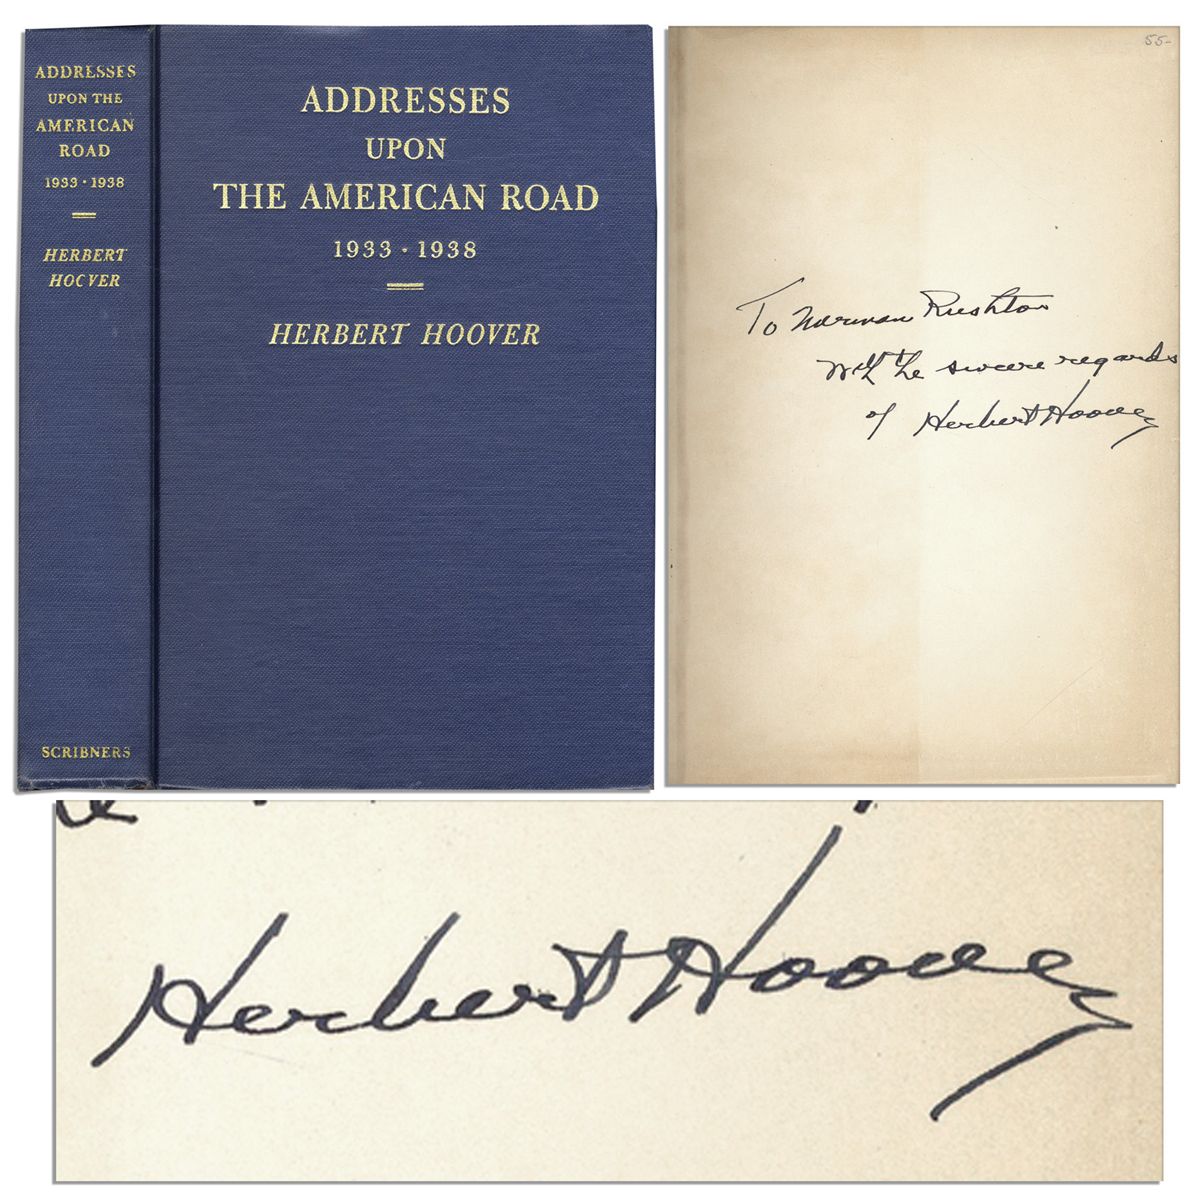 ADDRESSES
UPON THE
AMERICAN
ROAD
1933 · 1938
HERBERT
HOOVER
SCRIBNERS
ADDRESSES
UPON
THE AMERICAN ROAD
1933 · 1938
HERBERT HOOVER
55-
To Norman Rushton
with the sincere regards
of Herbert Hoover
Herbert Hoover